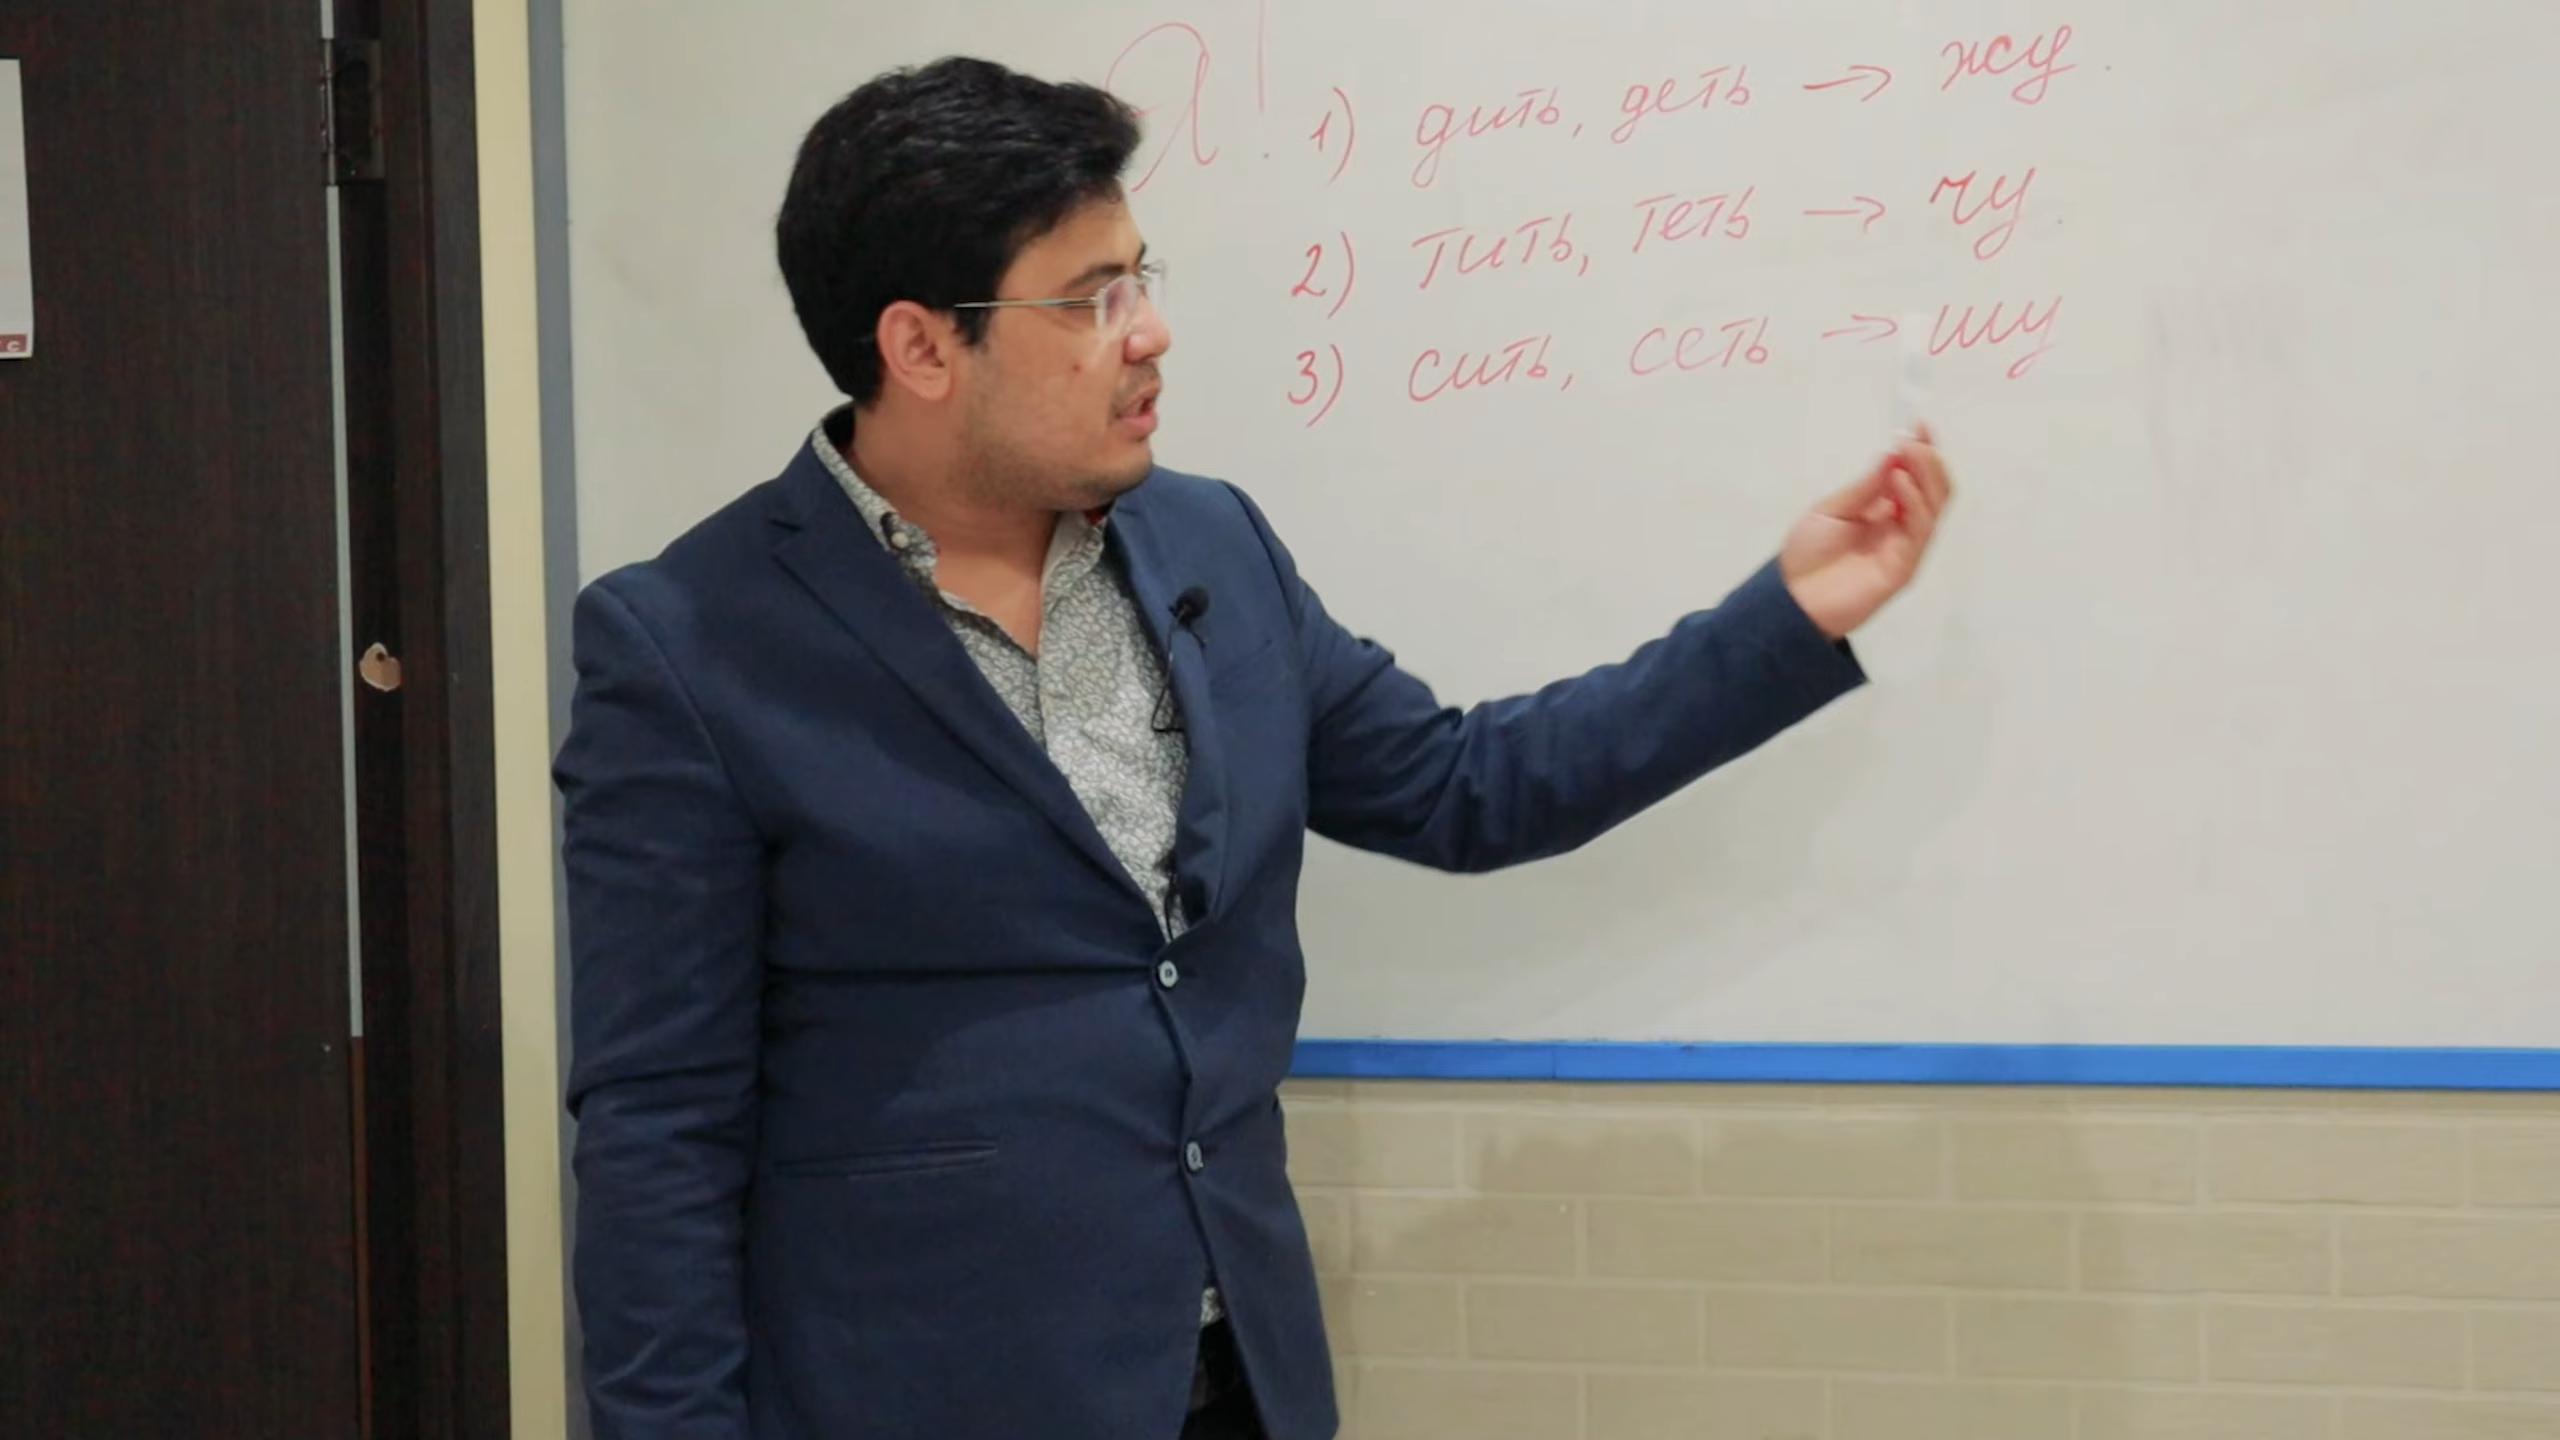 Я!
1) дить, деть → жу.
2) тить, теть → чу.
3) сить, сеть → шу
с